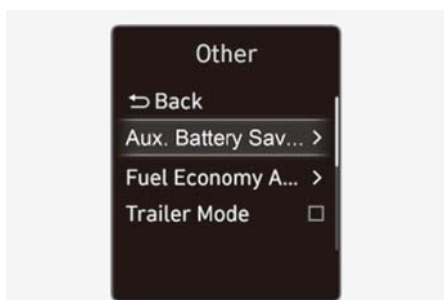 Other
Back
Aux. Battery Sav...
Fuel Economy A...
Trailer Mode